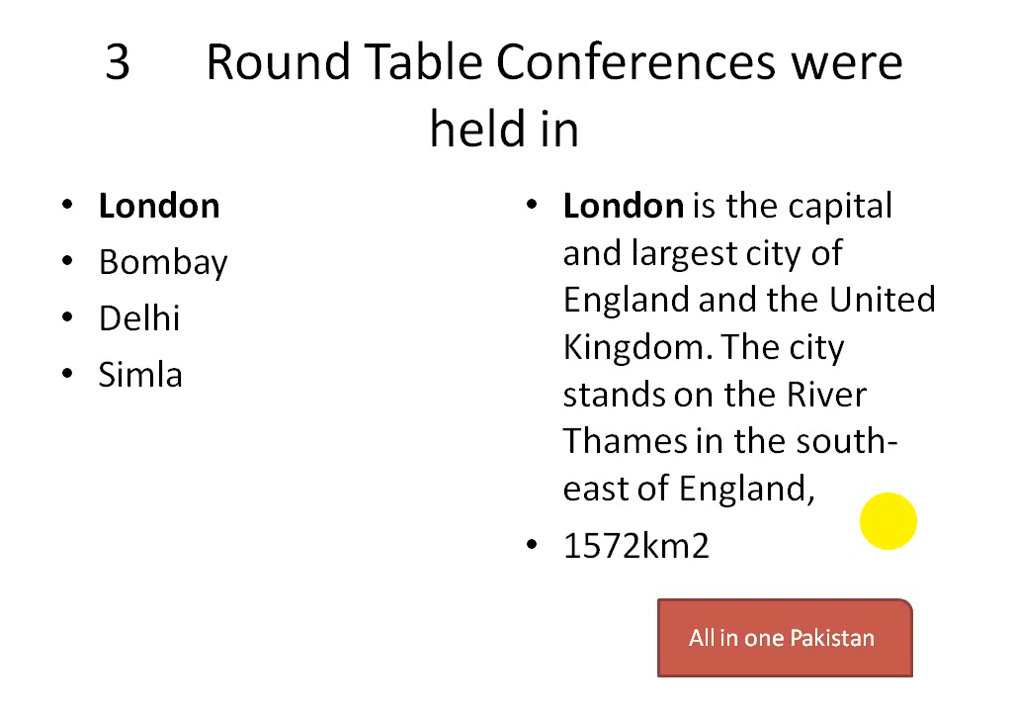 3 Round Table Conferences were
held in
• London
• Bombay
• Delhi
• Simla
• London is the capital
and largest city of
England and the United
Kingdom. The city
stands on the River
Thames in the south-
east of England,
• 1572km2
All in one Pakistan